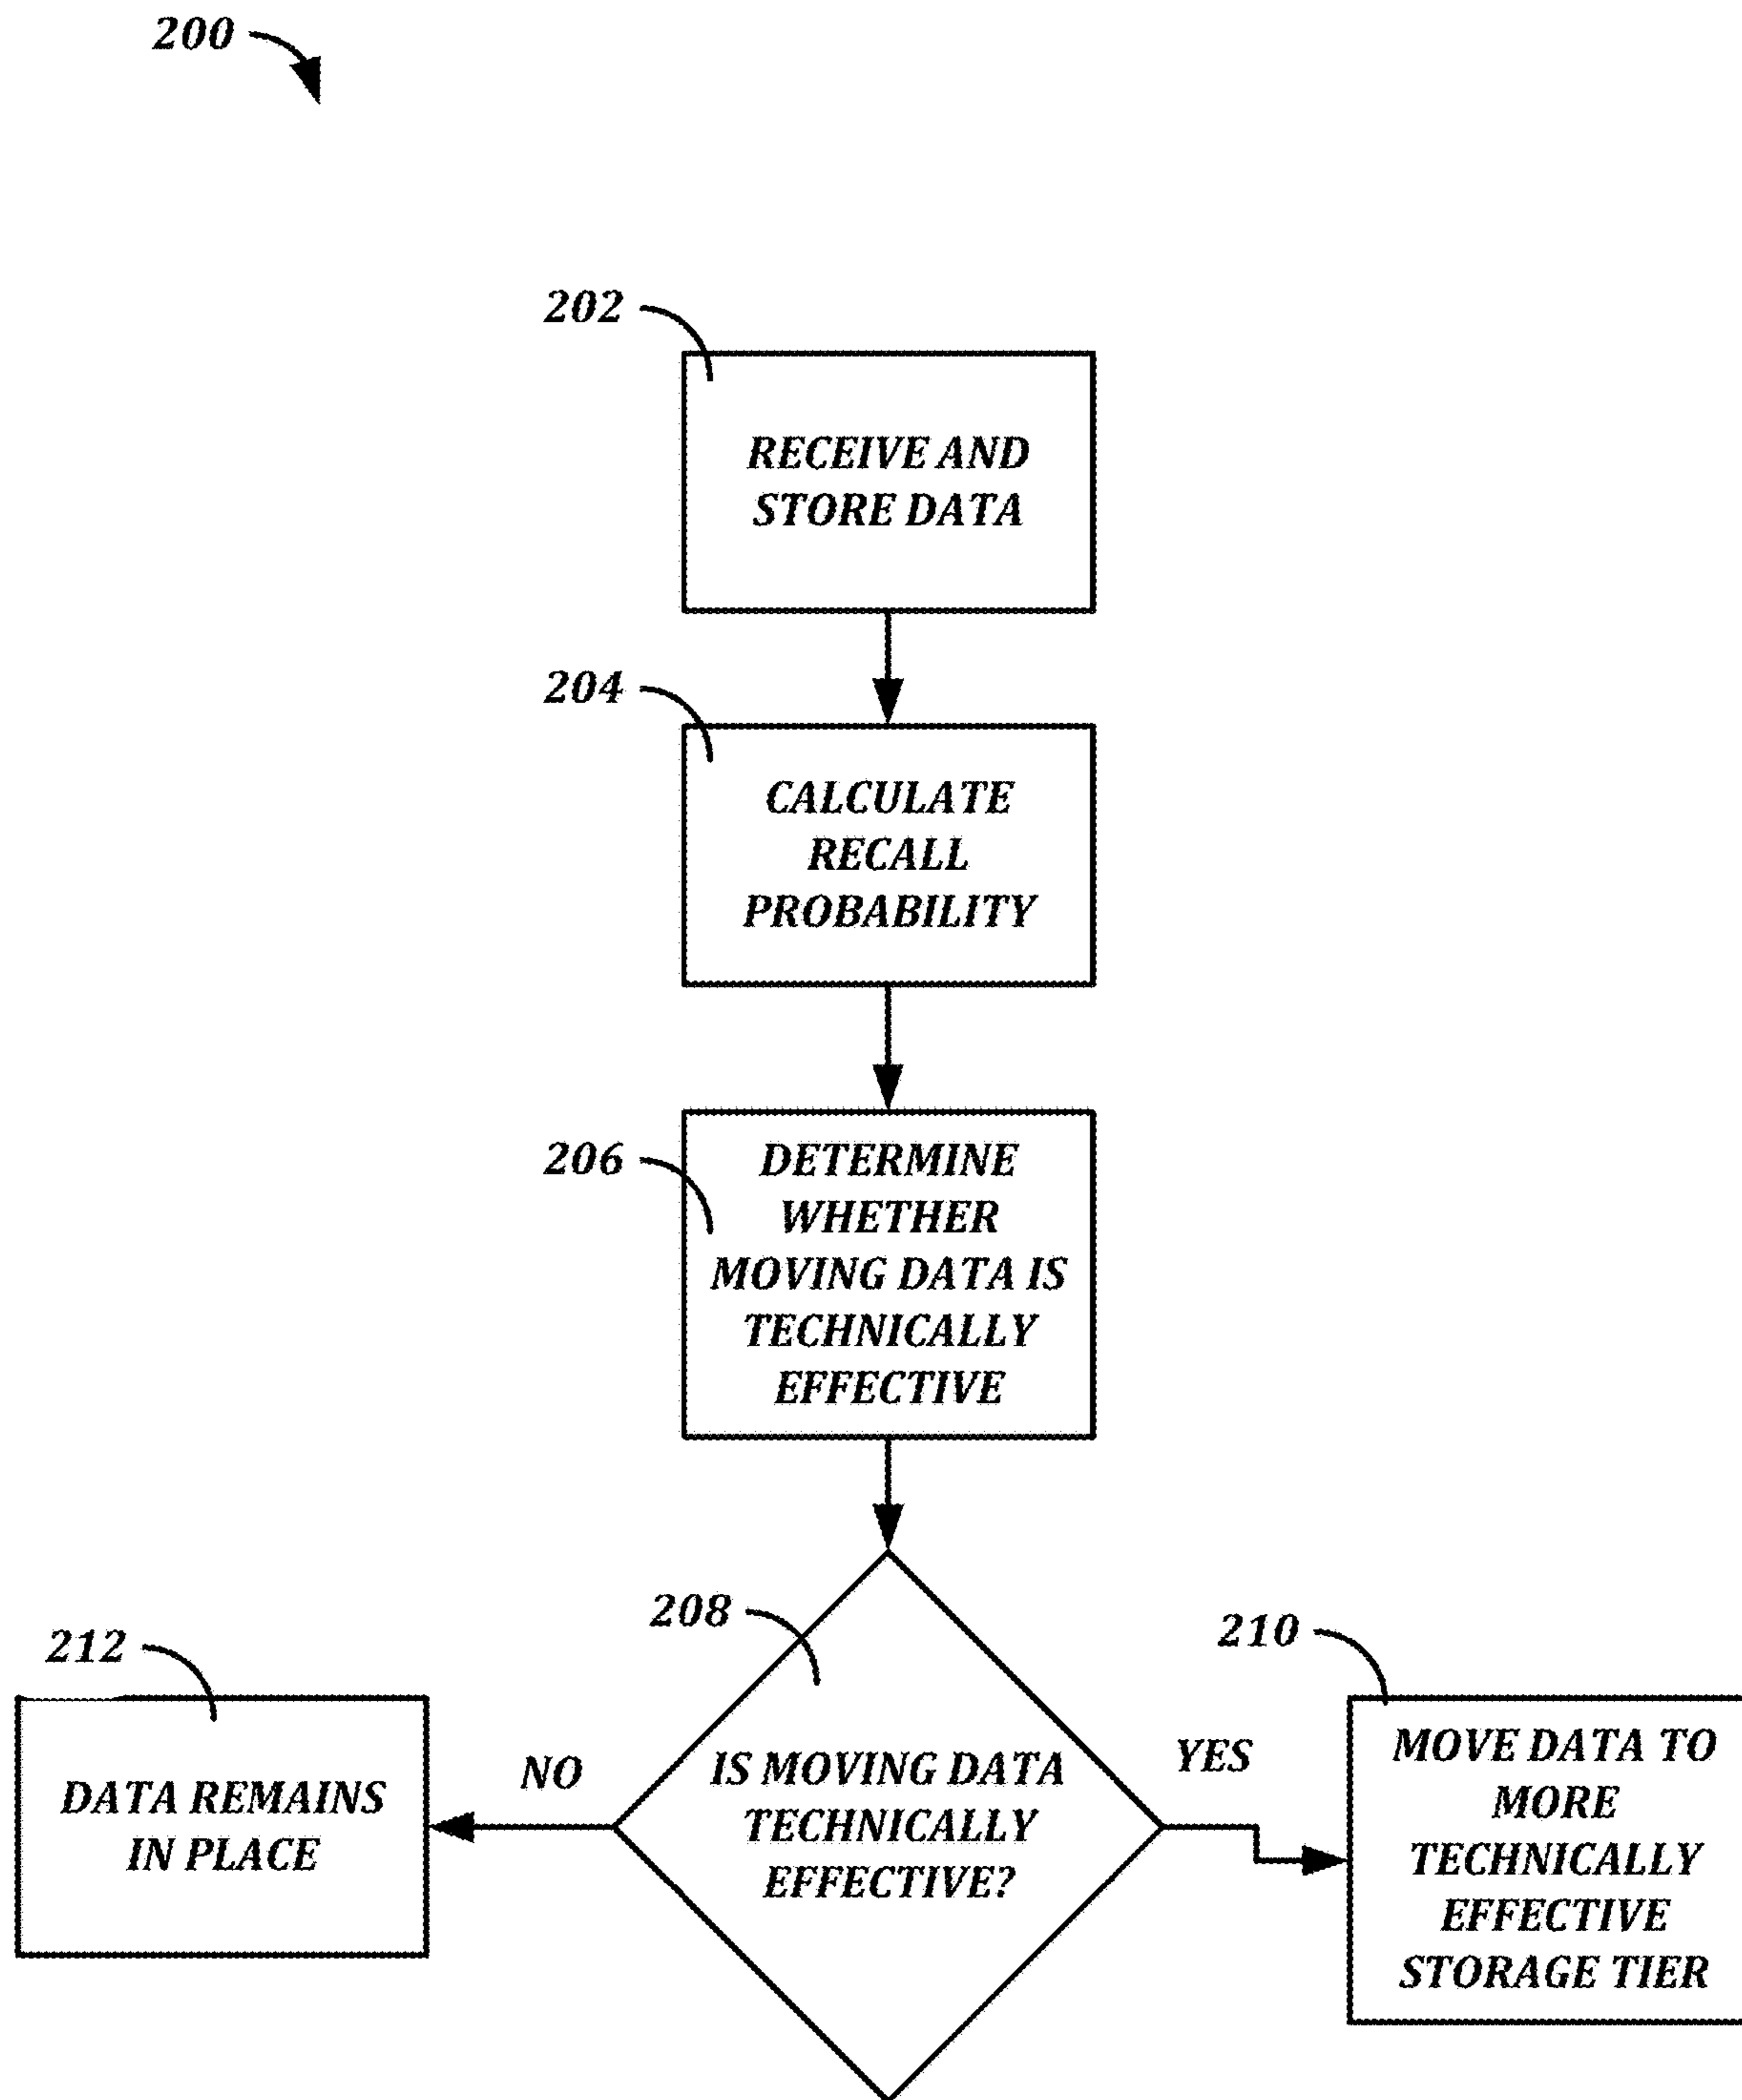 200
202
RECEIVE AND
STORE DATA
204
CALCULATE
RECALL
PROBABILITY
206
DETERMINE
WHETHER
MOVING DATA IS
TECHNICALLY
EFFECTIVE
208
IS MOVING DATA
TECHNICALLY
EFFECTIVE?
NO
212
DATA REMAINS
IN PLACE
YES
210
MOVE DATA TO
MORE
TECHNICALLY
EFFECTIVE
STORAGE TIER